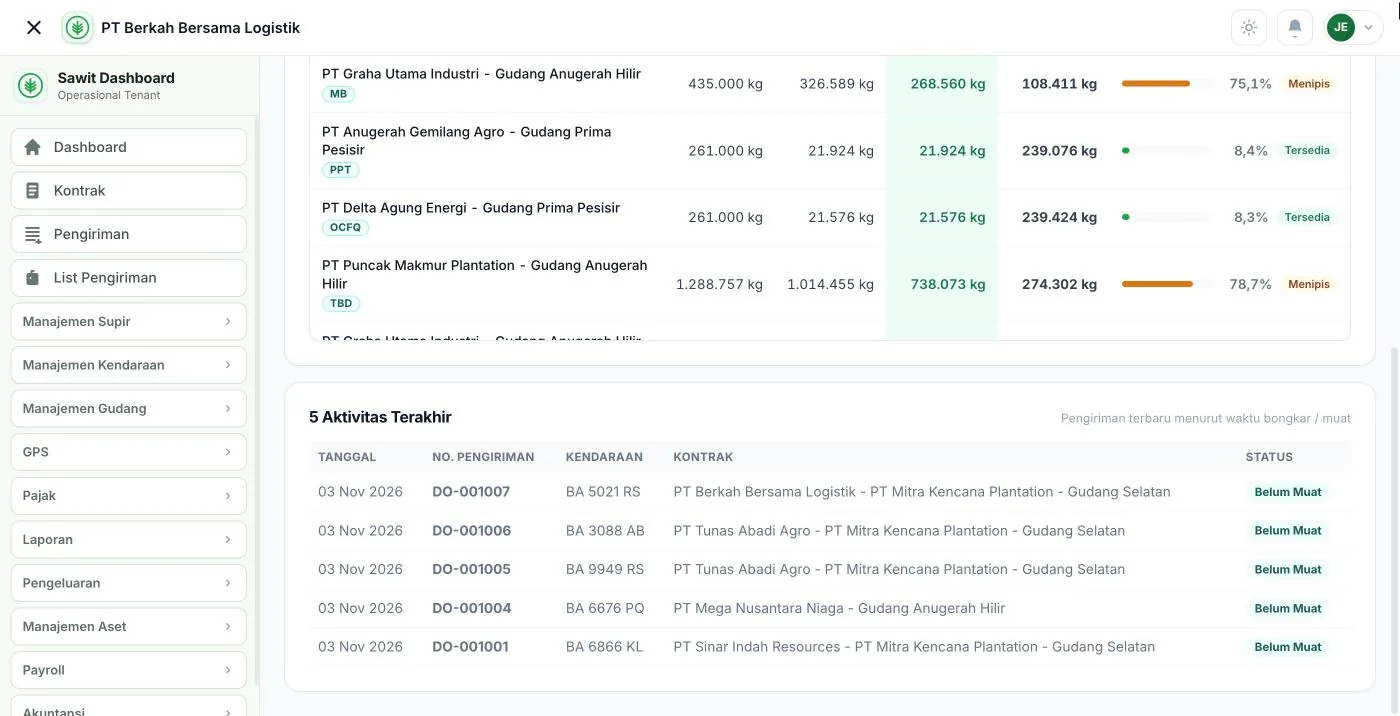 PT Berkah Bersama Logistik
JE
Sawit Dashboard
Operasional Tenant
Dashboard
Kontrak
Pengiriman
List Pengiriman
Manajemen Supir
Manajemen Kendaraan
Manajemen Gudang
GPS
Pajak
Laporan
Pengeluaran
Manajemen Aset
Payroll
Akuntansi
PT Graha Utama Industri - Gudang Anugerah Hilir
MB
435.000 kg 326.589 kg 268.560 kg 108.411 kg 75,1% Menipis
PT Anugerah Gemilang Agro - Gudang Prima
Pesisir
PPT
261.000 kg 21.924 kg 21.924 kg 239.076 kg 8,4% Tersedia
PT Delta Agung Energi - Gudang Prima Pesisir
OCFQ
261.000 kg 21.576 kg 21.576 kg 239.424 kg 8,3% Tersedia
PT Puncak Makmur Plantation - Gudang Anugerah
Hilir
TBD
1.288.757 kg 1.014.455 kg 738.073 kg 274.302 kg 78,7% Menipis
PT Graha Utama Industri - Gudang Anugerah Hilir
5 Aktivitas Terakhir
Pengiriman terbaru menurut waktu bongkar / muat
TANGGAL NO. PENGIRIMAN KENDARAAN KONTRAK STATUS
03 Nov 2026 DO-001007 BA 5021 RS PT Berkah Bersama Logistik - PT Mitra Kencana Plantation - Gudang Selatan Belum Muat
03 Nov 2026 DO-001006 BA 3088 AB PT Tunas Abadi Agro - PT Mitra Kencana Plantation - Gudang Selatan Belum Muat
03 Nov 2026 DO-001005 BA 9949 RS PT Tunas Abadi Agro - PT Mitra Kencana Plantation - Gudang Selatan Belum Muat
03 Nov 2026 DO-001004 BA 6676 PQ PT Mega Nusantara Niaga - Gudang Anugerah Hilir Belum Muat
03 Nov 2026 DO-001001 BA 6866 KL PT Sinar Indah Resources - PT Mitra Kencana Plantation - Gudang Selatan Belum Muat